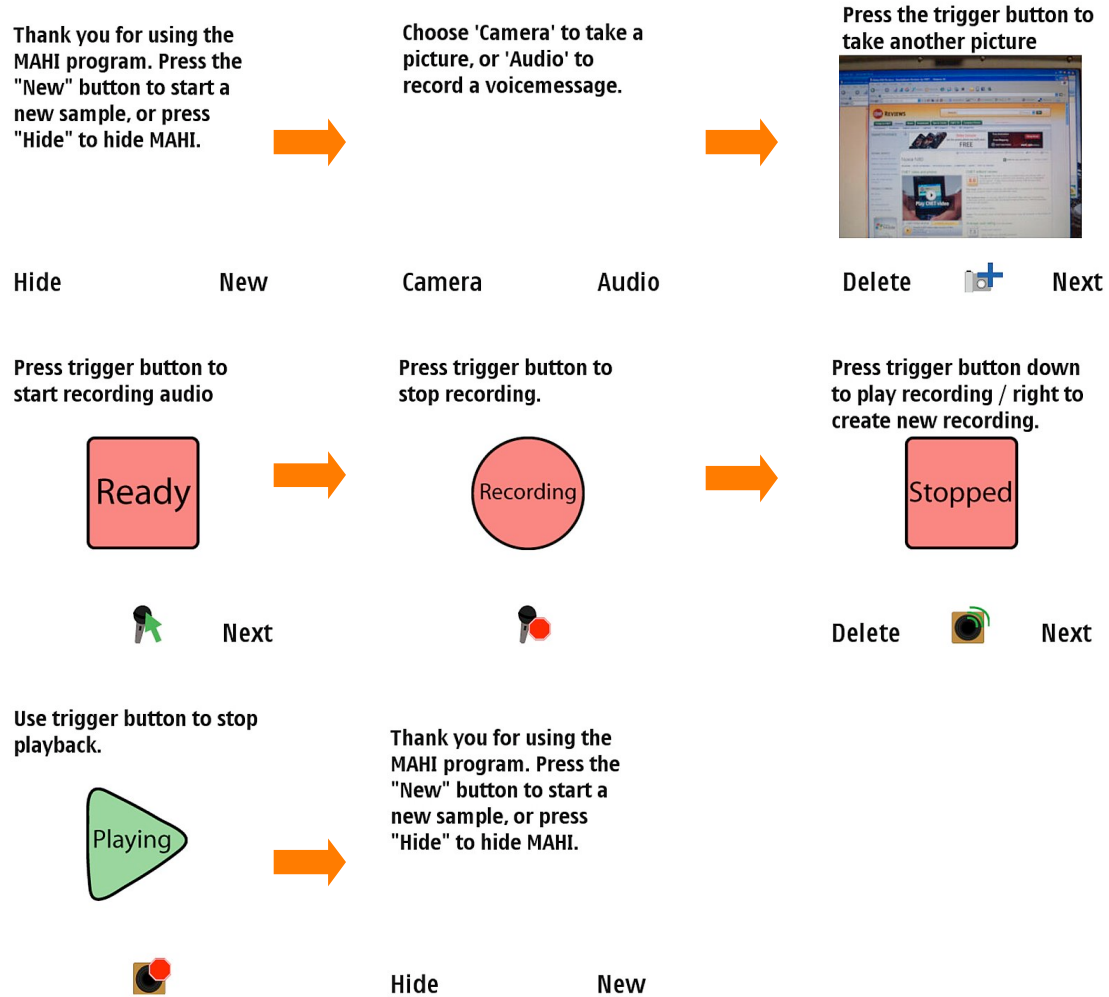 Thank you for using the
MAHI program. Press the
"New" button to start a
new sample, or press
"Hide" to hide MAHI.
Hide New
Choose 'Camera' to take a
picture, or 'Audio' to
record a voicemessage.
Camera Audio
Press the trigger button to
take another picture
REVIEWS
FREE
Play CNET video
Delete Next
Press trigger button to
start recording audio
Ready
Next
Press trigger button to
stop recording.
Recording
Press trigger button down
to play recording / right to
create new recording.
Stopped
Delete Next
Use trigger button to stop
playback.
Playing
Thank you for using the
MAHI program. Press the
"New" button to start a
new sample, or press
"Hide" to hide MAHI.
Hide New